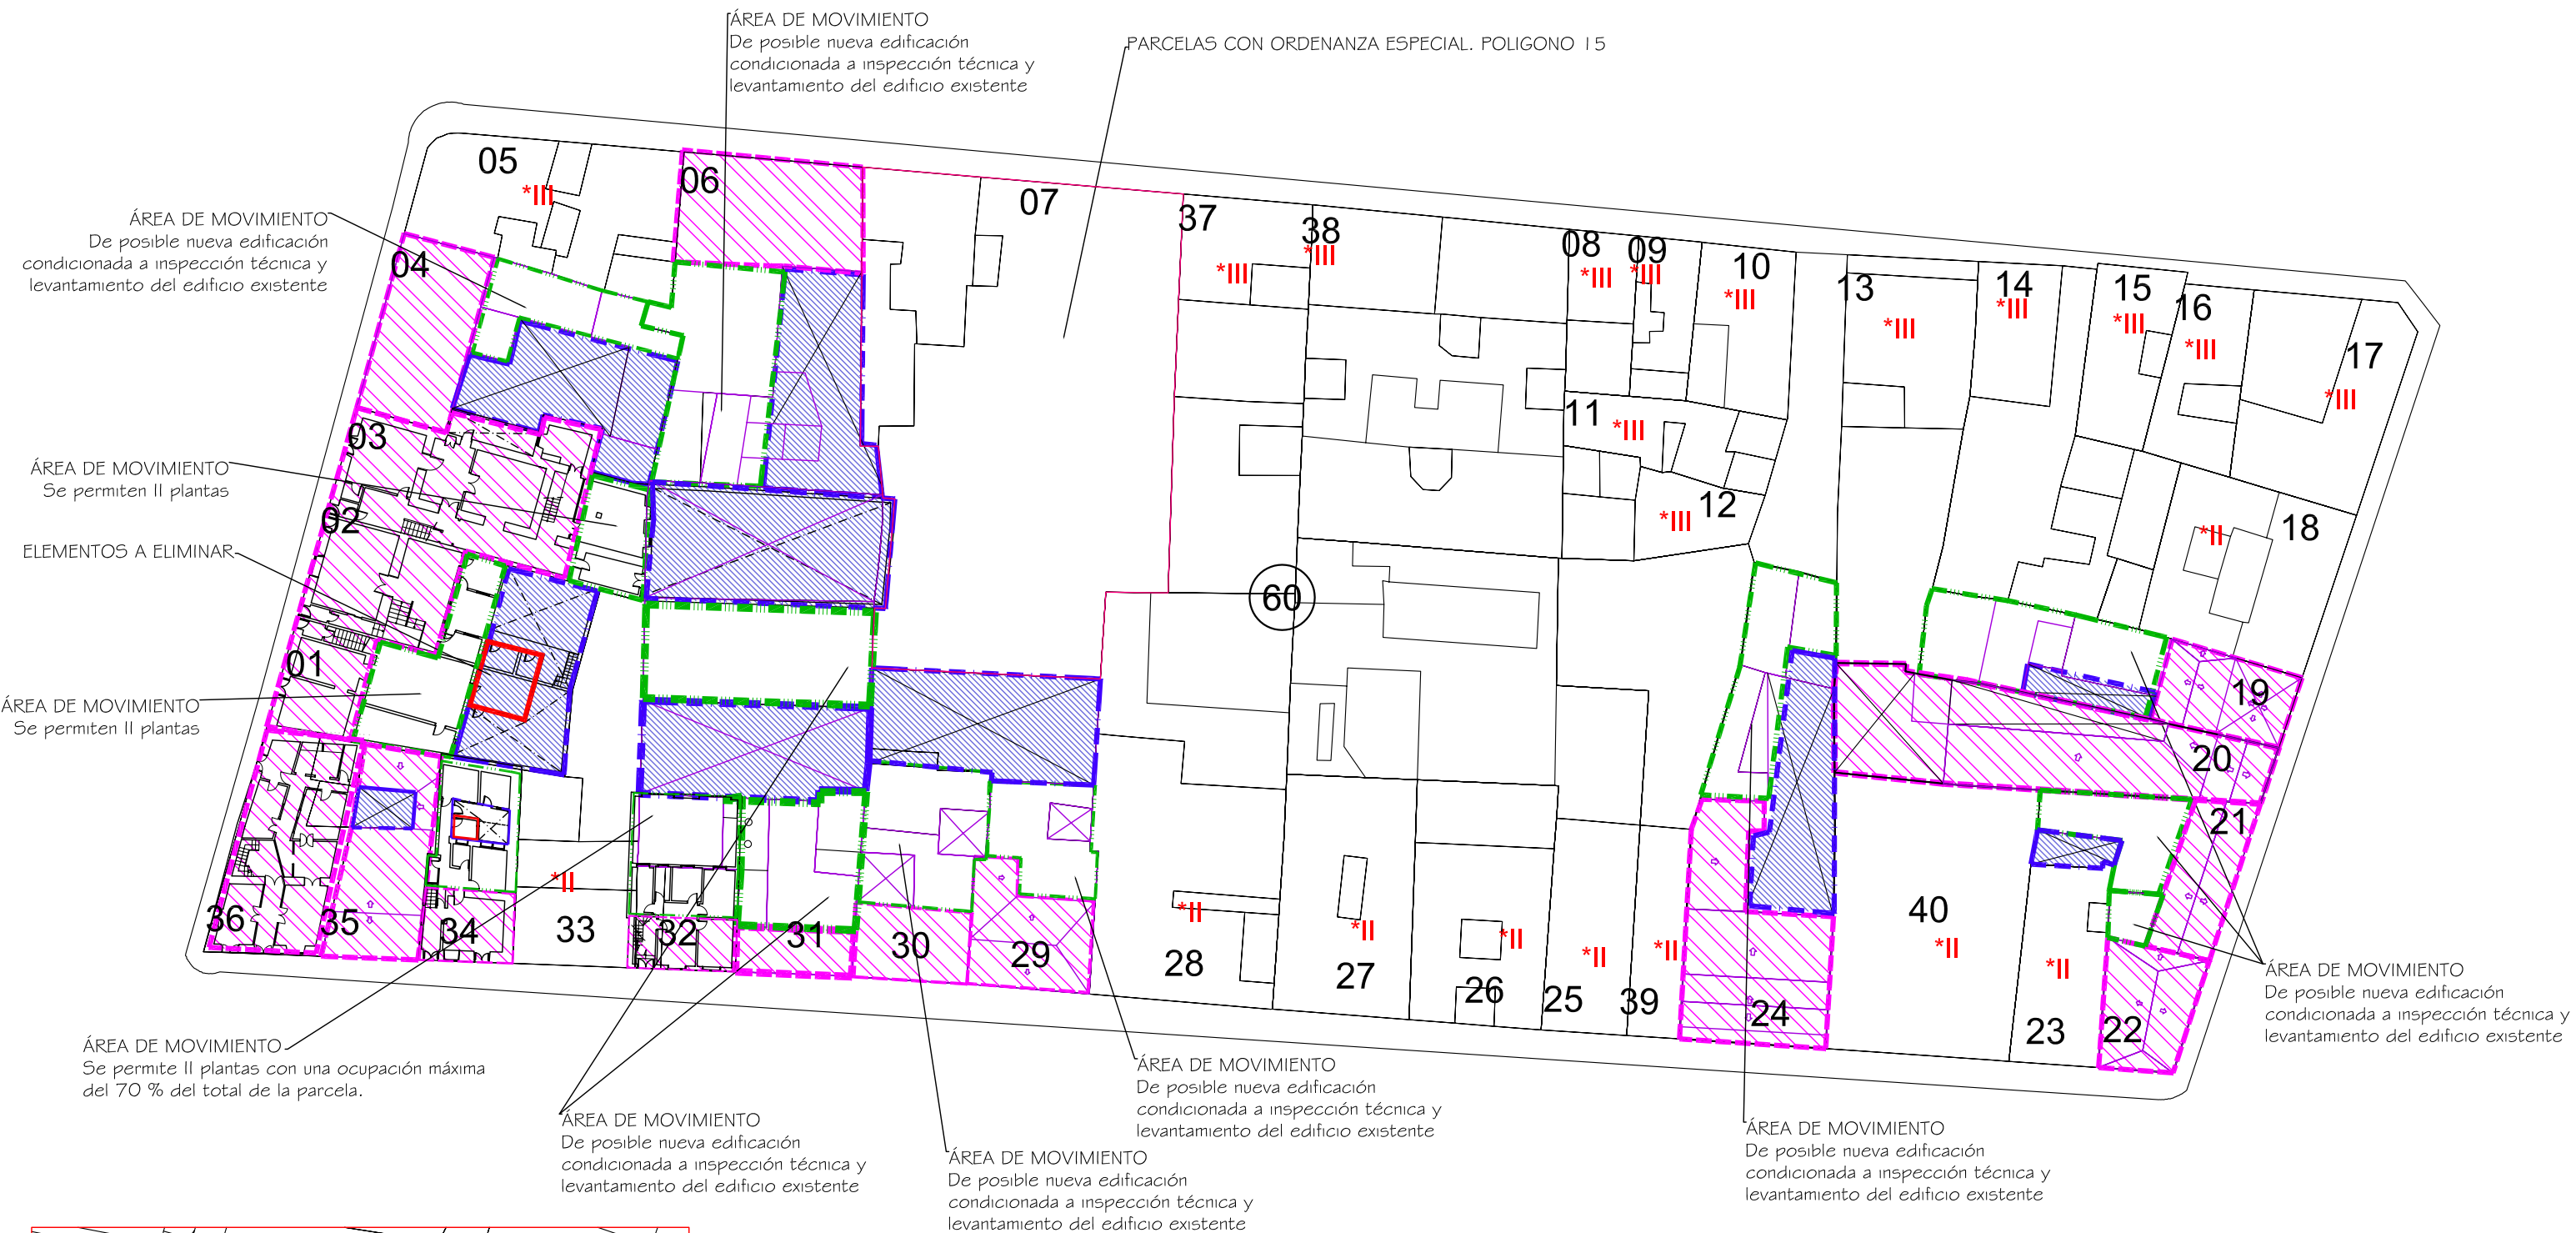 ÁREA DE MOVIMIENTO
De posible nueva edificación
condicionada a inspección técnica y
levantamiento del edificio existente
PARCELAS CON ORDENANZA ESPECIAL. POLIGONO 15
ÁREA DE MOVIMIENTO
De posible nueva edificación
condicionada a inspección técnica y
levantamiento del edificio existente
ÁREA DE MOVIMIENTO
Se permiten II plantas
ELEMENTOS A ELIMINAR
ÁREA DE MOVIMIENTO
Se permiten II plantas
05
*III
06
07
37
*III
38
*III
08
*III
09
*III
10
*III
13
*III
14
*III
15
*III
16
*III
17
*III
04
03
02
01
11
*III
12
*III
18
*II
60
19
20
21
22
36
35
34
33
*II
32
31
30
29
28
*II
27
*II
26
*II
25
*II
39
*II
24
40
*II
23
*II
ÁREA DE MOVIMIENTO
Se permite II plantas con una ocupación máxima
del 70 % del total de la parcela.
ÁREA DE MOVIMIENTO
De posible nueva edificación
condicionada a inspección técnica y
levantamiento del edificio existente
ÁREA DE MOVIMIENTO
De posible nueva edificación
condicionada a inspección técnica y
levantamiento del edificio existente
ÁREA DE MOVIMIENTO
De posible nueva edificación
condicionada a inspección técnica y
levantamiento del edificio existente
ÁREA DE MOVIMIENTO
De posible nueva edificación
condicionada a inspección técnica y
levantamiento del edificio existente
ÁREA DE MOVIMIENTO
De posible nueva edificación
condicionada a inspección técnica y
levantamiento del edificio existente